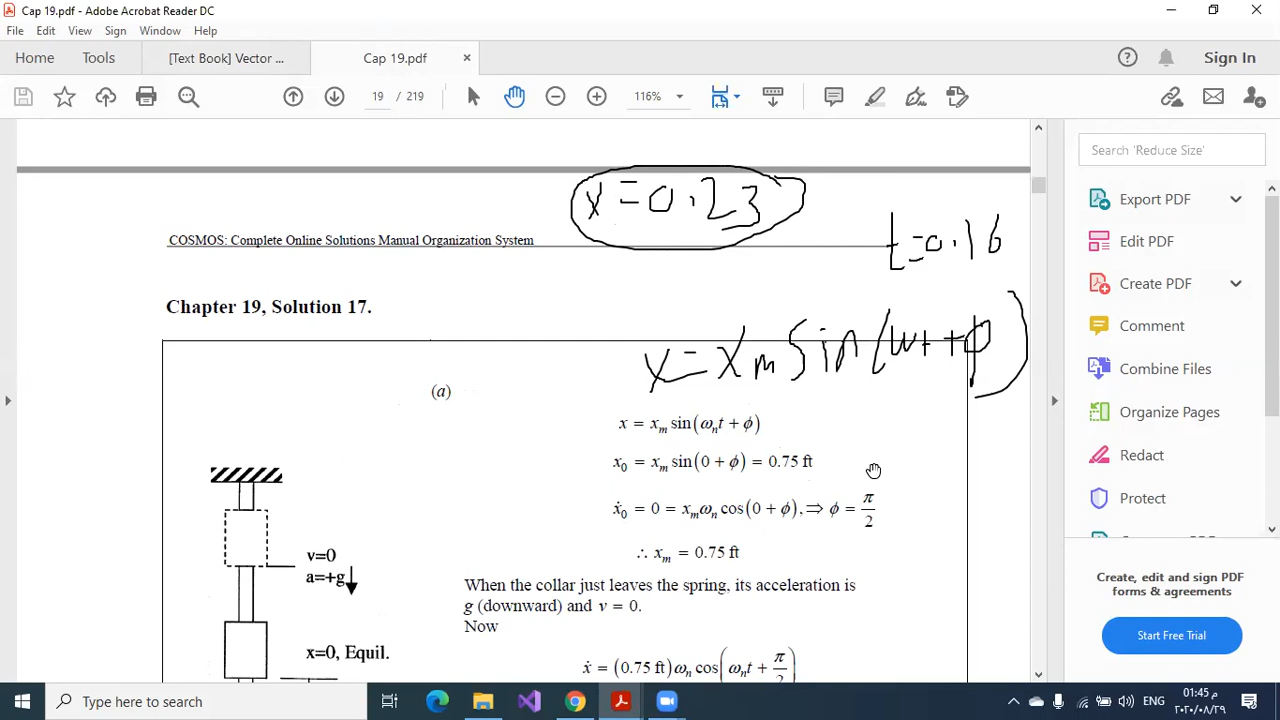 Cap 19.pdf - Adobe Acrobat Reader DC
File Edit View Sign Window Help
Home Tools [Text Book] Vector ... Cap 19.pdf × Sign In
19 / 219 116%
x = 0.23
t = 0.16
COSMOS: Complete Online Solutions Manual Organization System
Chapter 19, Solution 17.
x = xm sin(wt + φ)
(a)
x = xₘ sin(ωₙt + ϕ)
x₀ = xₘ sin(0 + ϕ) = 0.75 ft
ẋ₀ = 0 = xₘωₙ cos(0 + ϕ), ⇒ ϕ = π/2
∴ xₘ = 0.75 ft
v=0
a=+g
When the collar just leaves the spring, its acceleration is
g (downward) and v = 0.
Now
x=0, Equil.
ẋ = (0.75 ft)ωₙ cos(ωₙt + π/2)
Search 'Reduce Size'
Export PDF
Edit PDF
Create PDF
Comment
Combine Files
Organize Pages
Redact
Protect
Create, edit and sign PDF
forms & agreements
Start Free Trial
Type here to search
ENG
01:45 م
٢٠٢٠/٠٨/٢٩